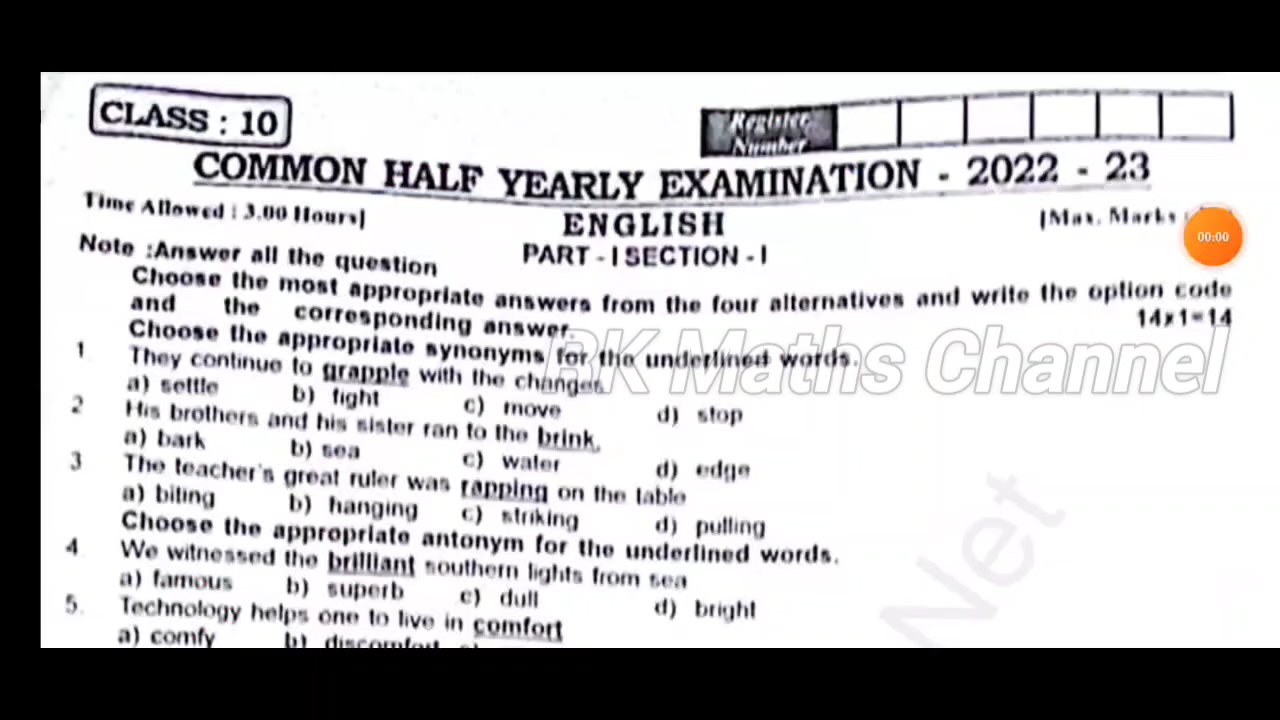 CLASS : 10
Register Number
COMMON HALF YEARLY EXAMINATION - 2022 - 23
Time Allowed : 3.00 Hours]
ENGLISH
[Max. Marks :
00:00
PART - I SECTION - I
Note :Answer all the question
Choose the most appropriate answers from the four alternatives and write the option code
and the corresponding answer.
14x1=14
Choose the appropriate synonyms for the underlined words.
BK Maths Channel
1 They continue to grapple with the changes
a) settle b) fight c) move d) stop
2 His brothers and his sister ran to the brink.
a) bark b) sea c) water d) edge
3 The teacher's great ruler was rapping on the table
a) biting b) hanging c) striking d) pulling
Choose the appropriate antonym for the underlined words.
4 We witnessed the brilliant southern lights from sea
a) famous b) superb c) dull d) bright
5. Technology helps one to live in comfort
a) comfy b) discomfort c)
Net